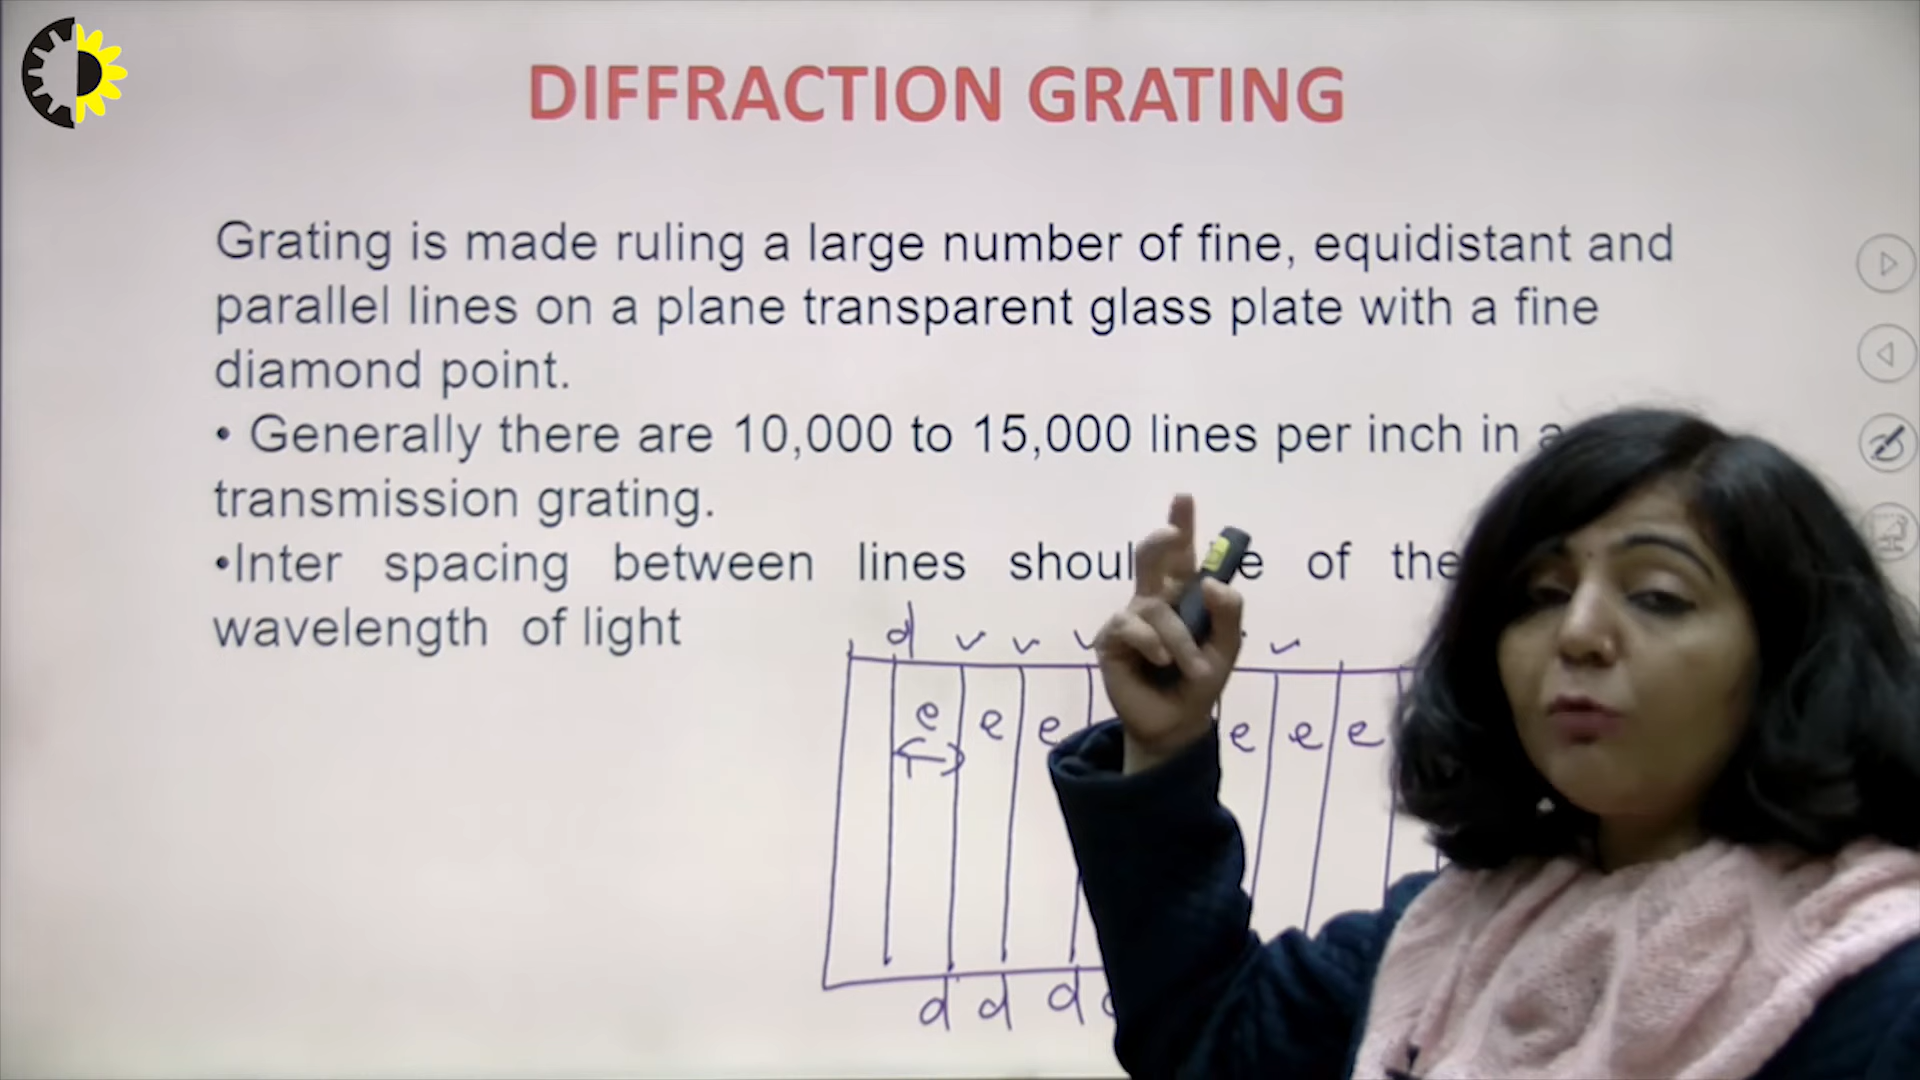 DIFFRACTION GRATING
Grating is made ruling a large number of fine, equidistant and
parallel lines on a plane transparent glass plate with a fine
diamond point.
• Generally there are 10,000 to 15,000 lines per inch in a
transmission grating.
•Inter spacing between lines of the
wavelength of light
d
e e e e e e
d d d